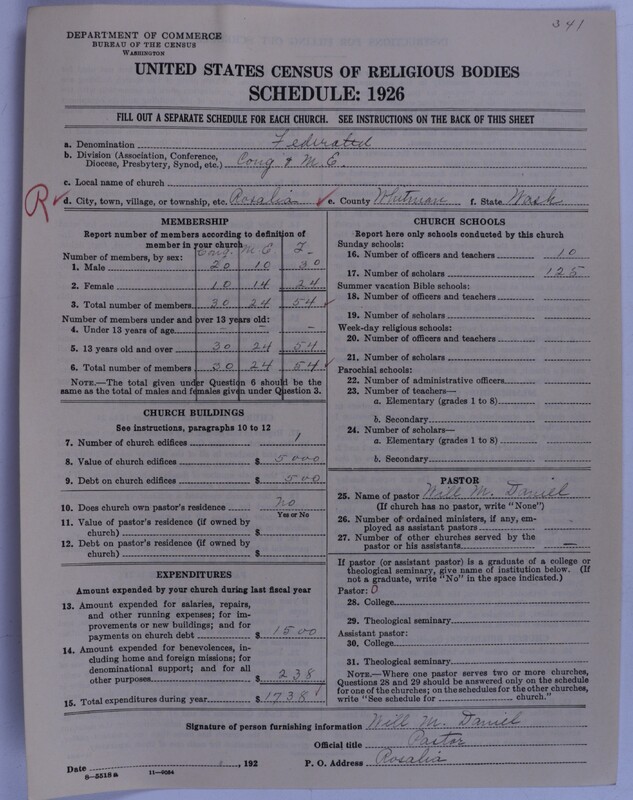 341
DEPARTMENT OF COMMERCE
BUREAU OF THE CENSUS
WASHINGTON
UNITED STATES CENSUS OF RELIGIOUS BODIES
SCHEDULE: 1926
FILL OUT A SEPARATE SCHEDULE FOR EACH CHURCH. SEE INSTRUCTIONS ON THE BACK OF THIS SHEET
a. Denomination Federated
b. Division (Association, Conference, Diocese, Presbytery, Synod, etc.) Cong & M.E.
c. Local name of church
R d. City, town, village, or township, etc. Rosalia e. County Whitman f. State Wash
MEMBERSHIP
Report number of members according to definition of
member in your church
Cong. M E T
Number of members, by sex:
1. Male 20 10 30
2. Female 10 14 24
3. Total number of members 30 24 54
Number of members under and over 13 years old:
4. Under 13 years of age - - -
5. 13 years old and over 30 24 54
6. Total number of members 30 24 54
NOTE.—The total given under Question 6 should be the
same as the total of males and females given under Question 3.
CHURCH BUILDINGS
See instructions, paragraphs 10 to 12
7. Number of church edifices 1
8. Value of church edifices $ 5000
9. Debt on church edifices $ 500
10. Does church own pastor's residence? No
Yes or No
11. Value of pastor's residence (if owned by
church) $
12. Debt on pastor's residence (if owned by
church) $
EXPENDITURES
Amount expended by your church during last fiscal year
13. Amount expended for salaries, repairs,
and other running expenses; for im-
provements or new buildings; and for
payments on church debt $ 1500
14. Amount expended for benevolences, in-
cluding home and foreign missions; for
denominational support; and for all
other purposes $ 238
15. Total expenditures during year $ 1738
CHURCH SCHOOLS
Report here only schools conducted by this church
Sunday schools:
16. Number of officers and teachers 10
17. Number of scholars 125
Summer vacation Bible schools:
18. Number of officers and teachers
19. Number of scholars
Week-day religious schools:
20. Number of officers and teachers
21. Number of scholars
Parochial schools:
22. Number of administrative officers
23. Number of teachers—
a. Elementary (grades 1 to 8)
b. Secondary
24. Number of scholars—
a. Elementary (grades 1 to 8)
b. Secondary
PASTOR
25. Name of pastor Will M. Daniel
(If church has no pastor, write "None")
26. Number of ordained ministers, if any, em-
ployed as assistant pastors
27. Number of other churches served by the
pastor or his assistants —
If pastor (or assistant pastor) is a graduate of a college or
theological seminary, give name of institution below. (If
not a graduate, write "No" in the space indicated.)
Pastor: 0
28. College
29. Theological seminary
Assistant pastor:
30. College
31. Theological seminary
NOTE.—Where one pastor serves two or more churches,
Questions 28 and 29 should be answered only on the schedule
for one of the churches; on the schedules for the other churches,
write "See schedule for church."
Signature of person furnishing information Will M. Daniel
Official title Pastor
Date , 192 P. O. Address Rosalia
8—5518 a 11—9034